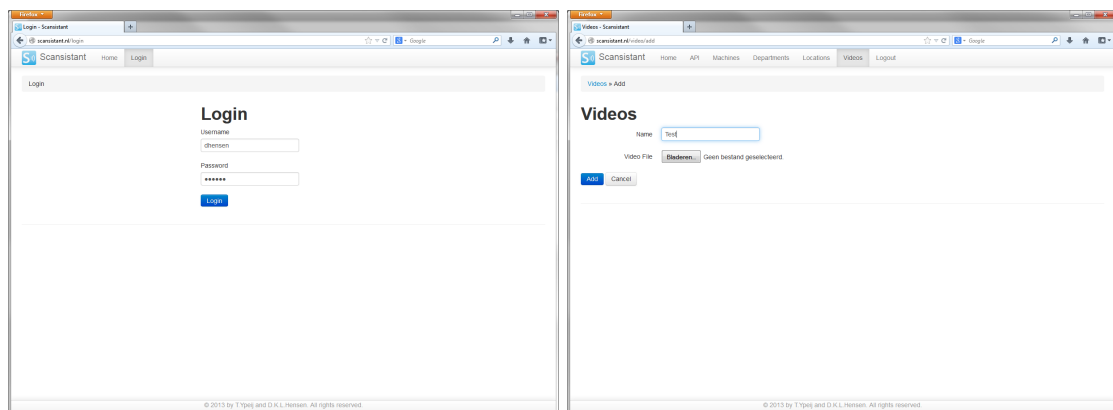 Firefox
Login - Scansistant
scansistant.nl/login
Google
Scansistant Home Login
Login
Login
Username
dhensen
Password
Login
© 2013 by T.Ypeij and D.K.L.Hensen. All rights reserved.
Firefox
Videos - Scansistant
scansistant.nl/video/add
Google
Scansistant Home API Machines Departments Locations Videos Logout
Videos » Add
Videos
Name Test
Video File Bladeren... Geen bestand geselecteerd.
Add Cancel
© 2013 by T.Ypeij and D.K.L.Hensen. All rights reserved.